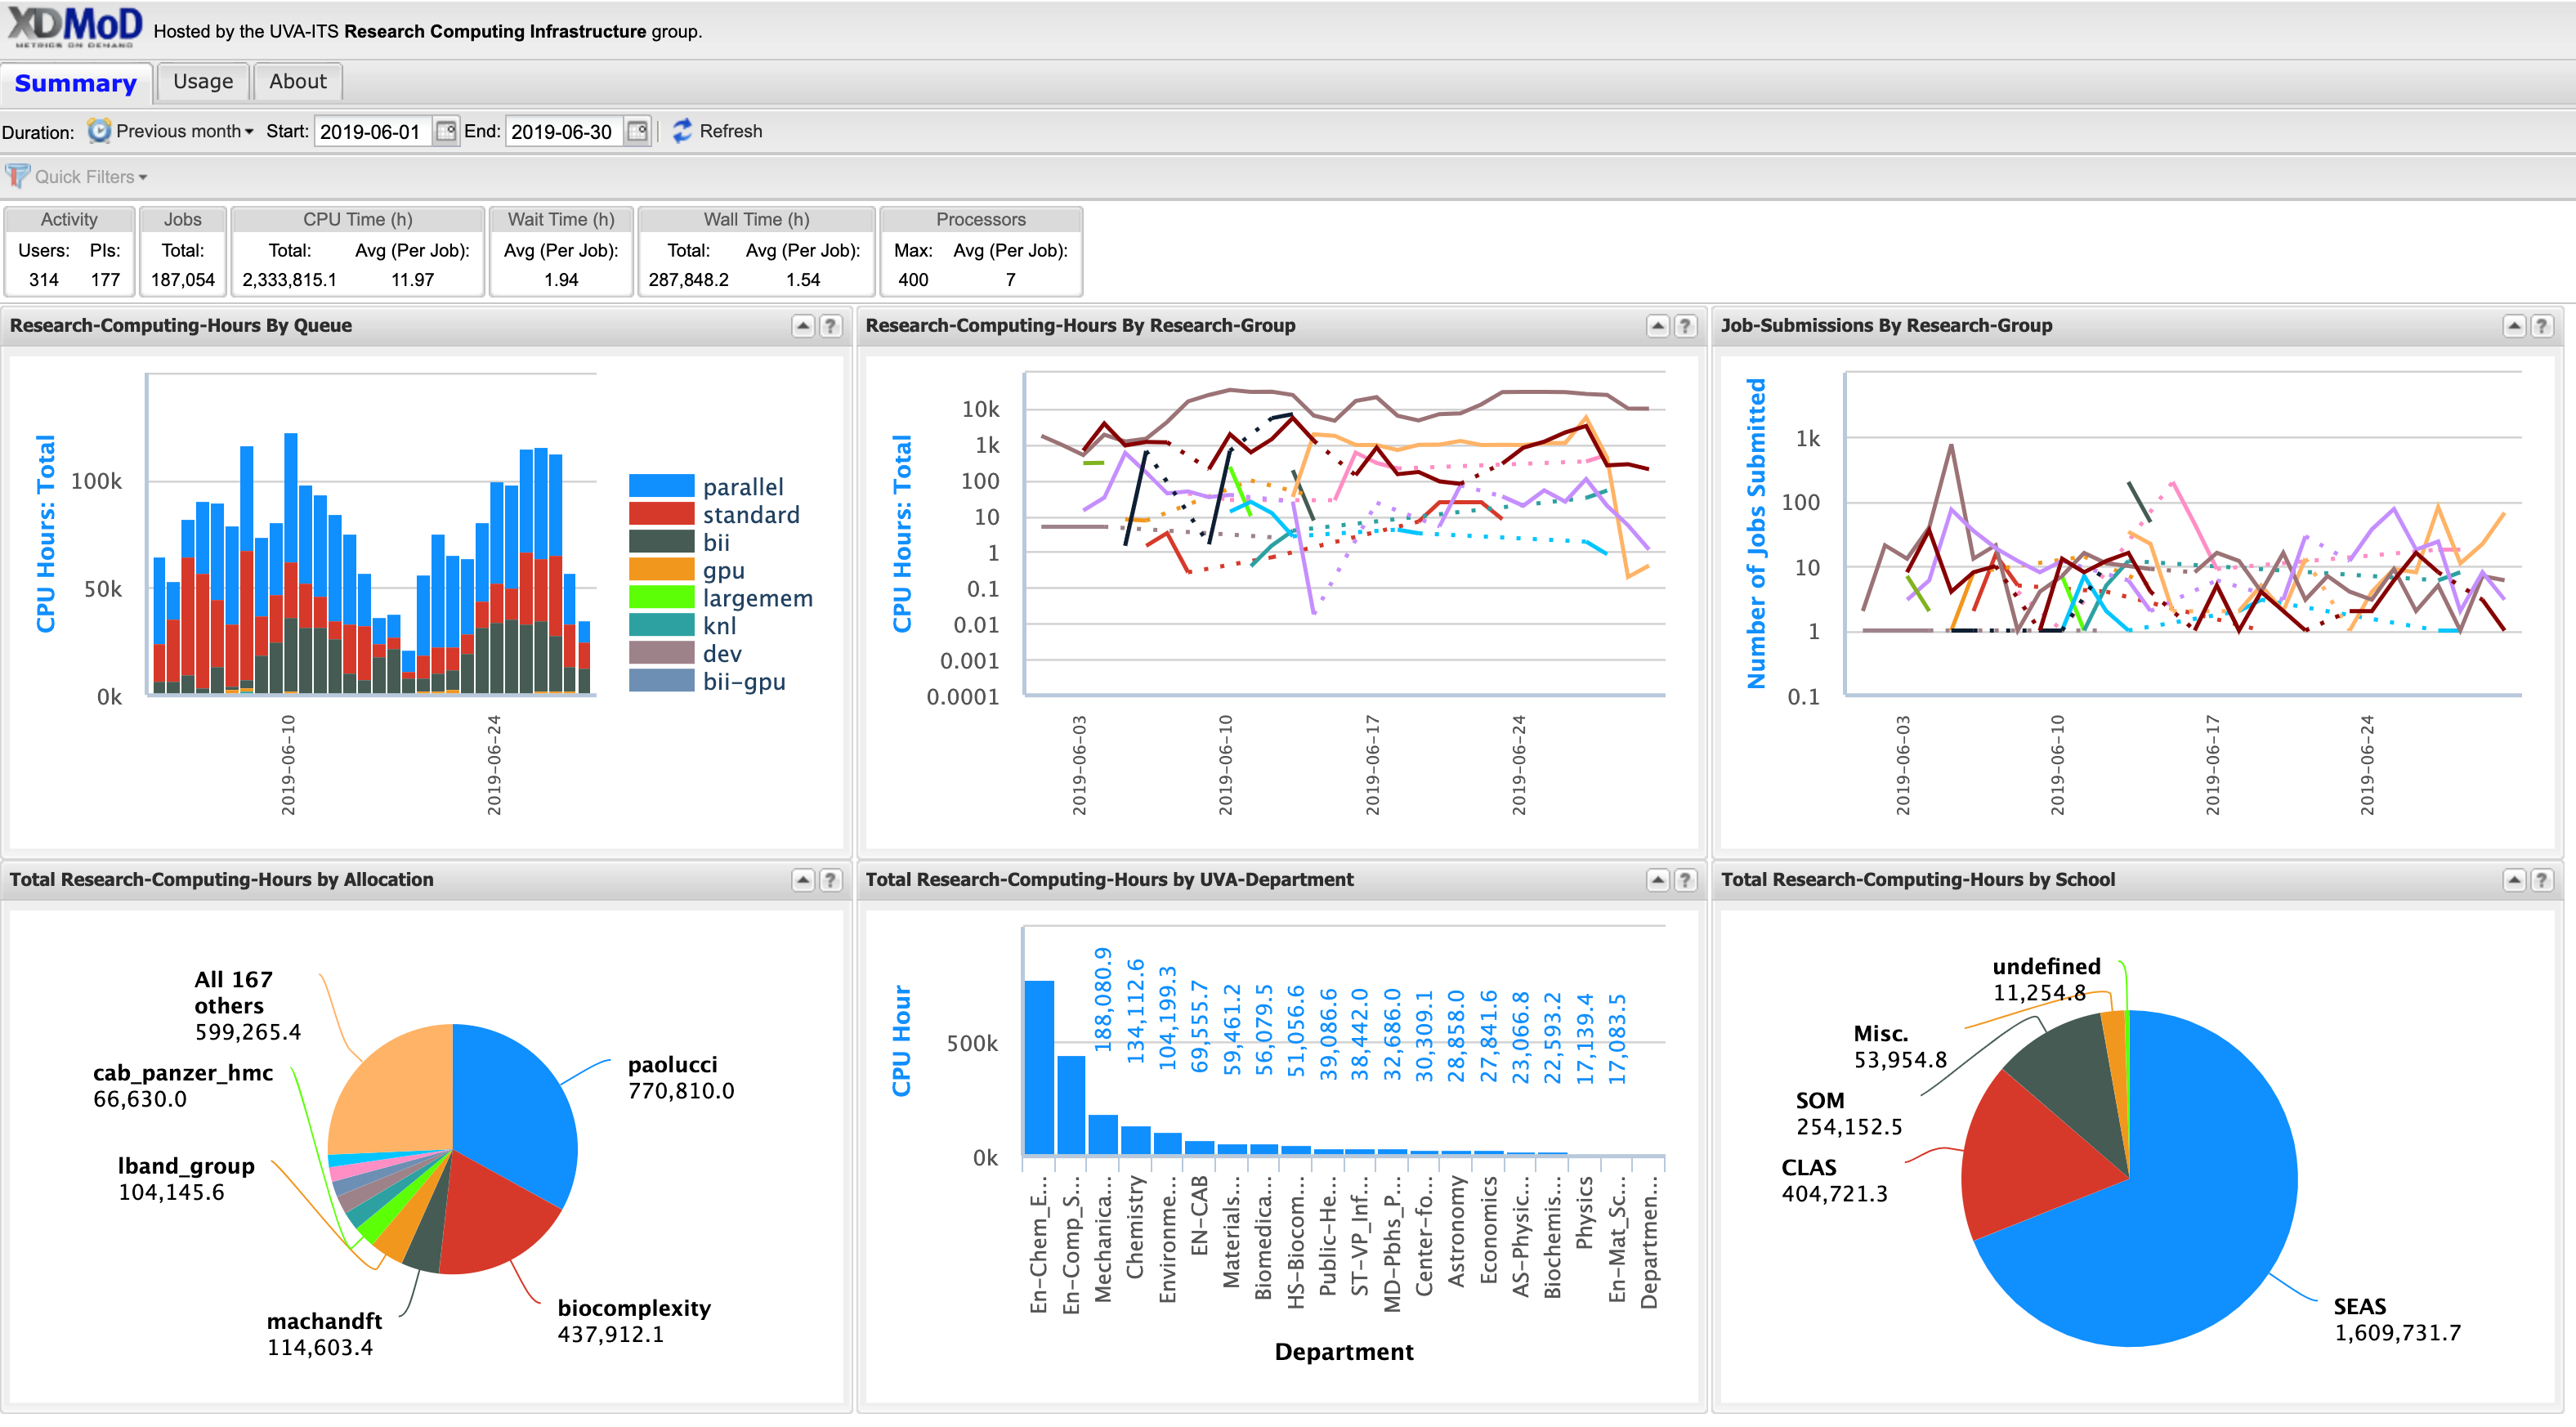 XDMoD
METRICS ON DEMAND
Hosted by the UVA-ITS Research Computing Infrastructure group.
Summary Usage About
Duration: Previous month Start: 2019-06-01 End: 2019-06-30 Refresh
Quick Filters
Activity Jobs CPU Time (h) Wait Time (h) Wall Time (h) Processors
Users: PIs: Total: Total: Avg (Per Job): Avg (Per Job): Total: Avg (Per Job): Max: Avg (Per Job):
314 177 187,054 2,333,815.1 11.97 1.94 287,848.2 1.54 400 7
Research-Computing-Hours By Queue
CPU Hours: Total
100k
50k
0k
2019-06-10
2019-06-24
parallel
standard
bii
gpu
largemem
knl
dev
bii-gpu
Research-Computing-Hours By Research-Group
CPU Hours: Total
10k
1k
100
10
1
0.1
0.01
0.001
0.0001
2019-06-03
2019-06-10
2019-06-17
2019-06-24
Job-Submissions By Research-Group
Number of Jobs Submitted
1k
100
10
1
0.1
2019-06-03
2019-06-10
2019-06-17
2019-06-24
Total Research-Computing-Hours by Allocation
All 167
others
599,265.4
cab_panzer_hmc
66,630.0
lband_group
104,145.6
machandft
114,603.4
biocomplexity
437,912.1
paolucci
770,810.0
Total Research-Computing-Hours by UVA-Department
CPU Hour
500k
0k
188,080.9
134,112.6
104,199.3
69,555.7
59,461.2
56,079.5
51,056.6
39,086.6
38,442.0
32,686.0
30,309.1
28,858.0
27,841.6
23,066.8
22,593.2
17,139.4
17,083.5
En-Chem_E...
En-Comp_S...
Mechanica...
Chemistry
Environme...
EN-CAB
Materials...
Biomedica...
HS-Biocom...
Public-He...
ST-VP_Inf...
MD-Pbhs_P...
Center-fo...
Astronomy
Economics
AS-Physic...
Biochemis...
Physics
En-Mat_Sc...
Departmen...
Department
Total Research-Computing-Hours by School
undefined
11,254.8
Misc.
53,954.8
SOM
254,152.5
CLAS
404,721.3
SEAS
1,609,731.7